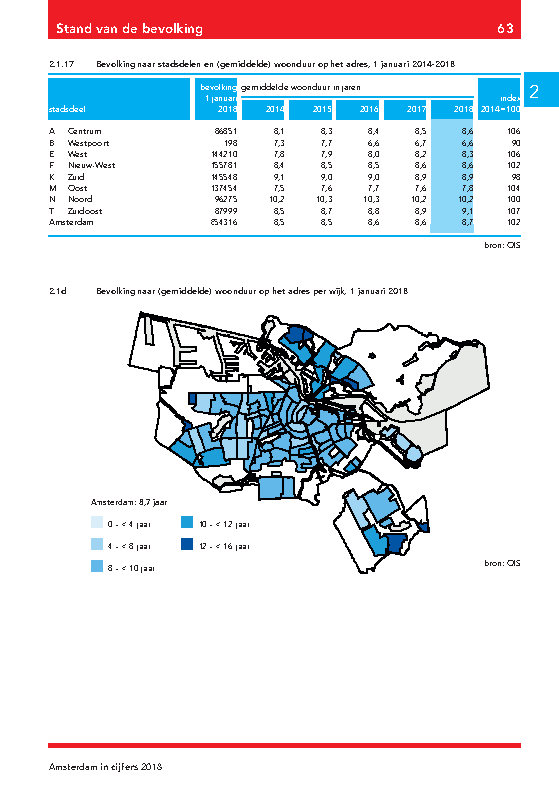 Stand van de bevolking 63
2.1.17 Bevolking naar stadsdelen en (gemiddelde) woonduur op het adres, 1 januari 2014-2018
2
bevolking gemiddelde woonduur in jaren
1 januari index
stadsdeel 2018 2014 2015 2016 2017 2018 2014=100
A Centrum 86851 8,1 8,3 8,4 8,5 8,6 106
B Westpoort 198 7,3 7,7 6,6 6,7 6,6 90
E West 144210 7,8 7,9 8,0 8,2 8,3 106
F Nieuw-West 155781 8,4 8,5 8,5 8,6 8,6 102
K Zuid 145548 9,1 9,0 9,0 8,9 8,9 98
M Oost 137454 7,5 7,6 7,7 7,6 7,8 104
N Noord 96275 10,2 10,3 10,3 10,2 10,2 100
T Zuidoost 87999 8,5 8,7 8,8 8,9 9,1 107
Amsterdam 854316 8,5 8,5 8,6 8,6 8,7 102
bron: OIS
2.1d Bevolking naar (gemiddelde) woonduur op het adres per wijk, 1 januari 2018
Amsterdam: 8,7 jaar
0 - < 4 jaar 10 - < 12 jaar
4 - < 8 jaar 12 - < 16 jaar
8 - < 10 jaar
bron: OIS
Amsterdam in cijfers 2018